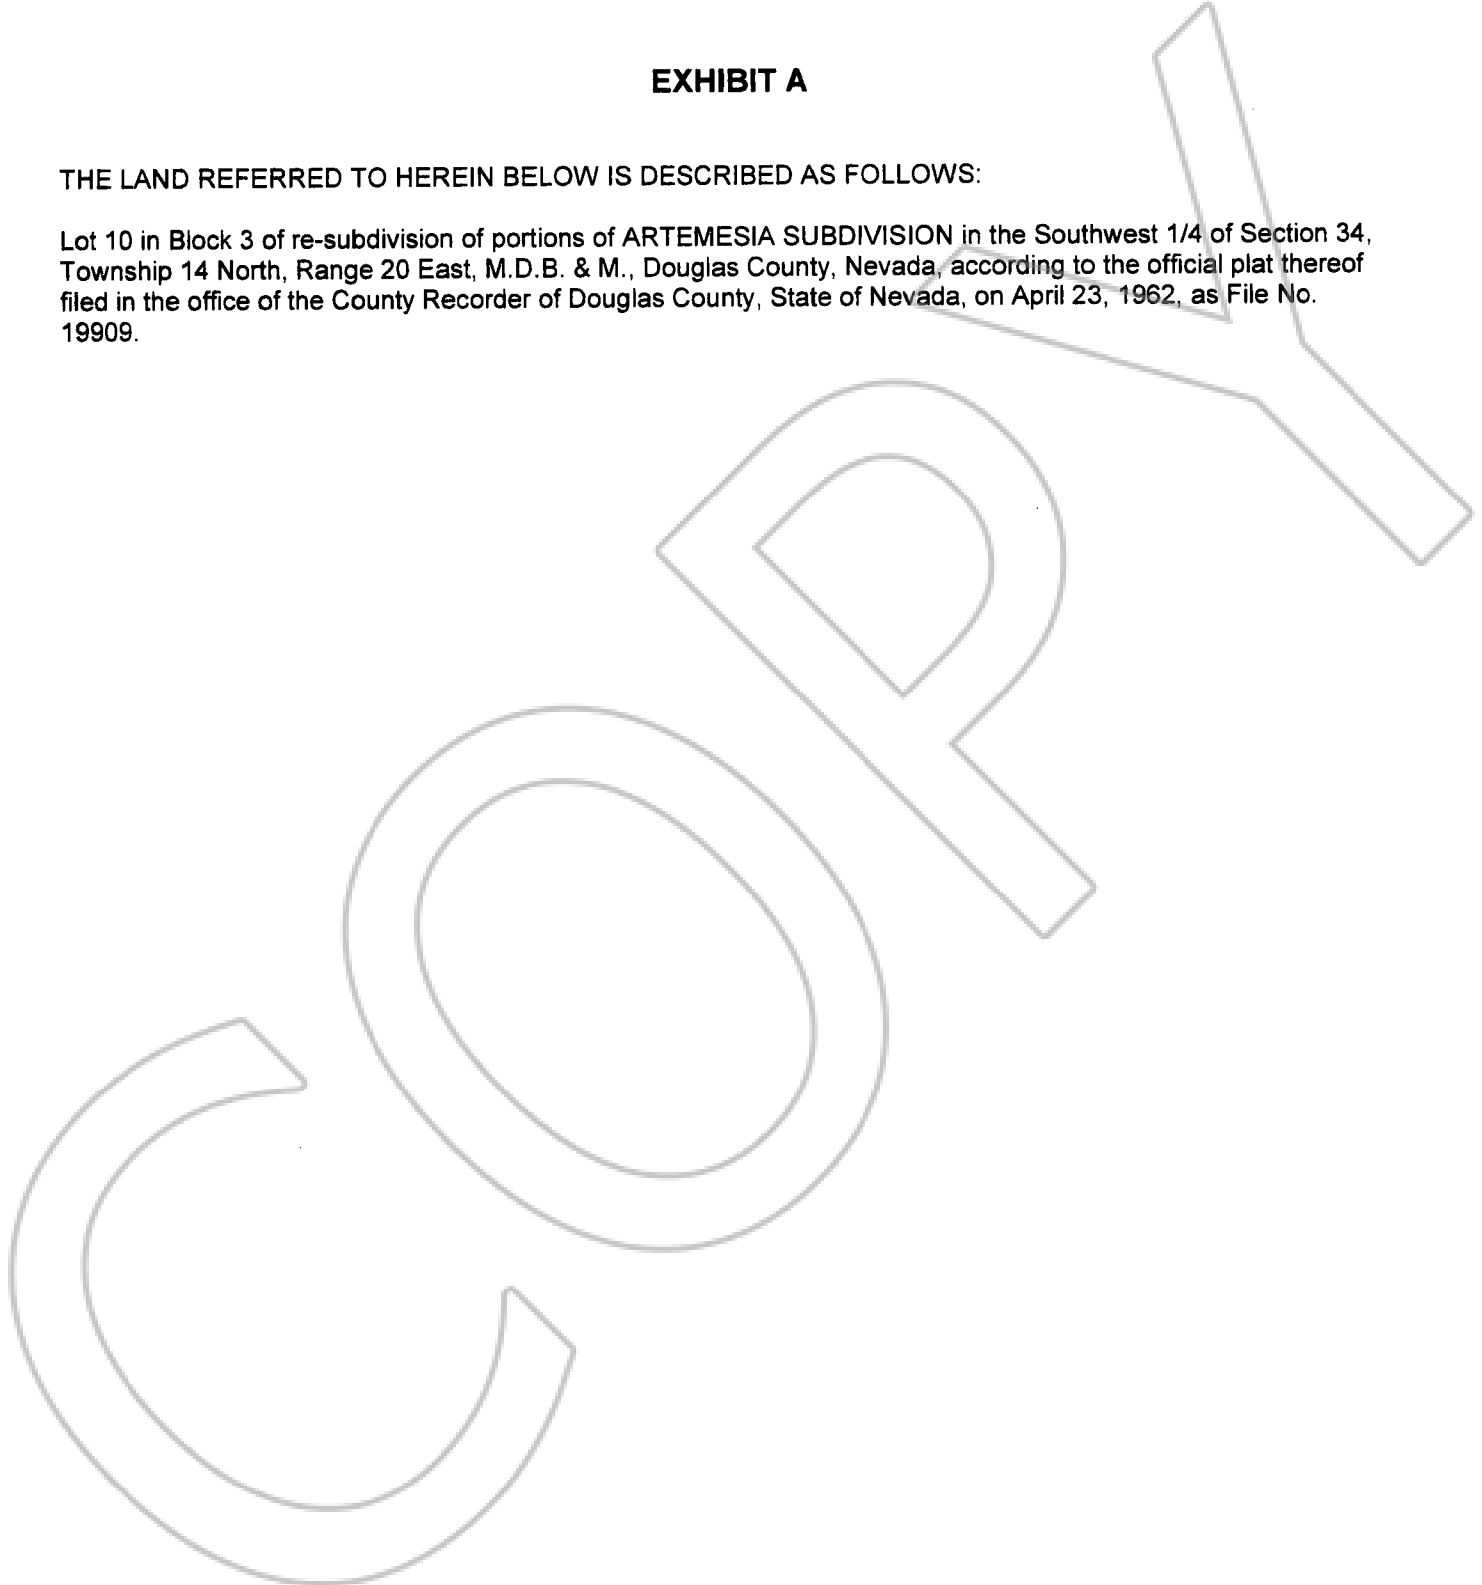 EXHIBIT A
THE LAND REFERRED TO HEREIN BELOW IS DESCRIBED AS FOLLOWS:
Lot 10 in Block 3 of re-subdivision of portions of ARTEMESIA SUBDIVISION in the Southwest 1/4 of Section 34,
Township 14 North, Range 20 East, M.D.B. & M., Douglas County, Nevada, according to the official plat thereof
filed in the office of the County Recorder of Douglas County, State of Nevada, on April 23, 1962, as File No.
19909.
COPY